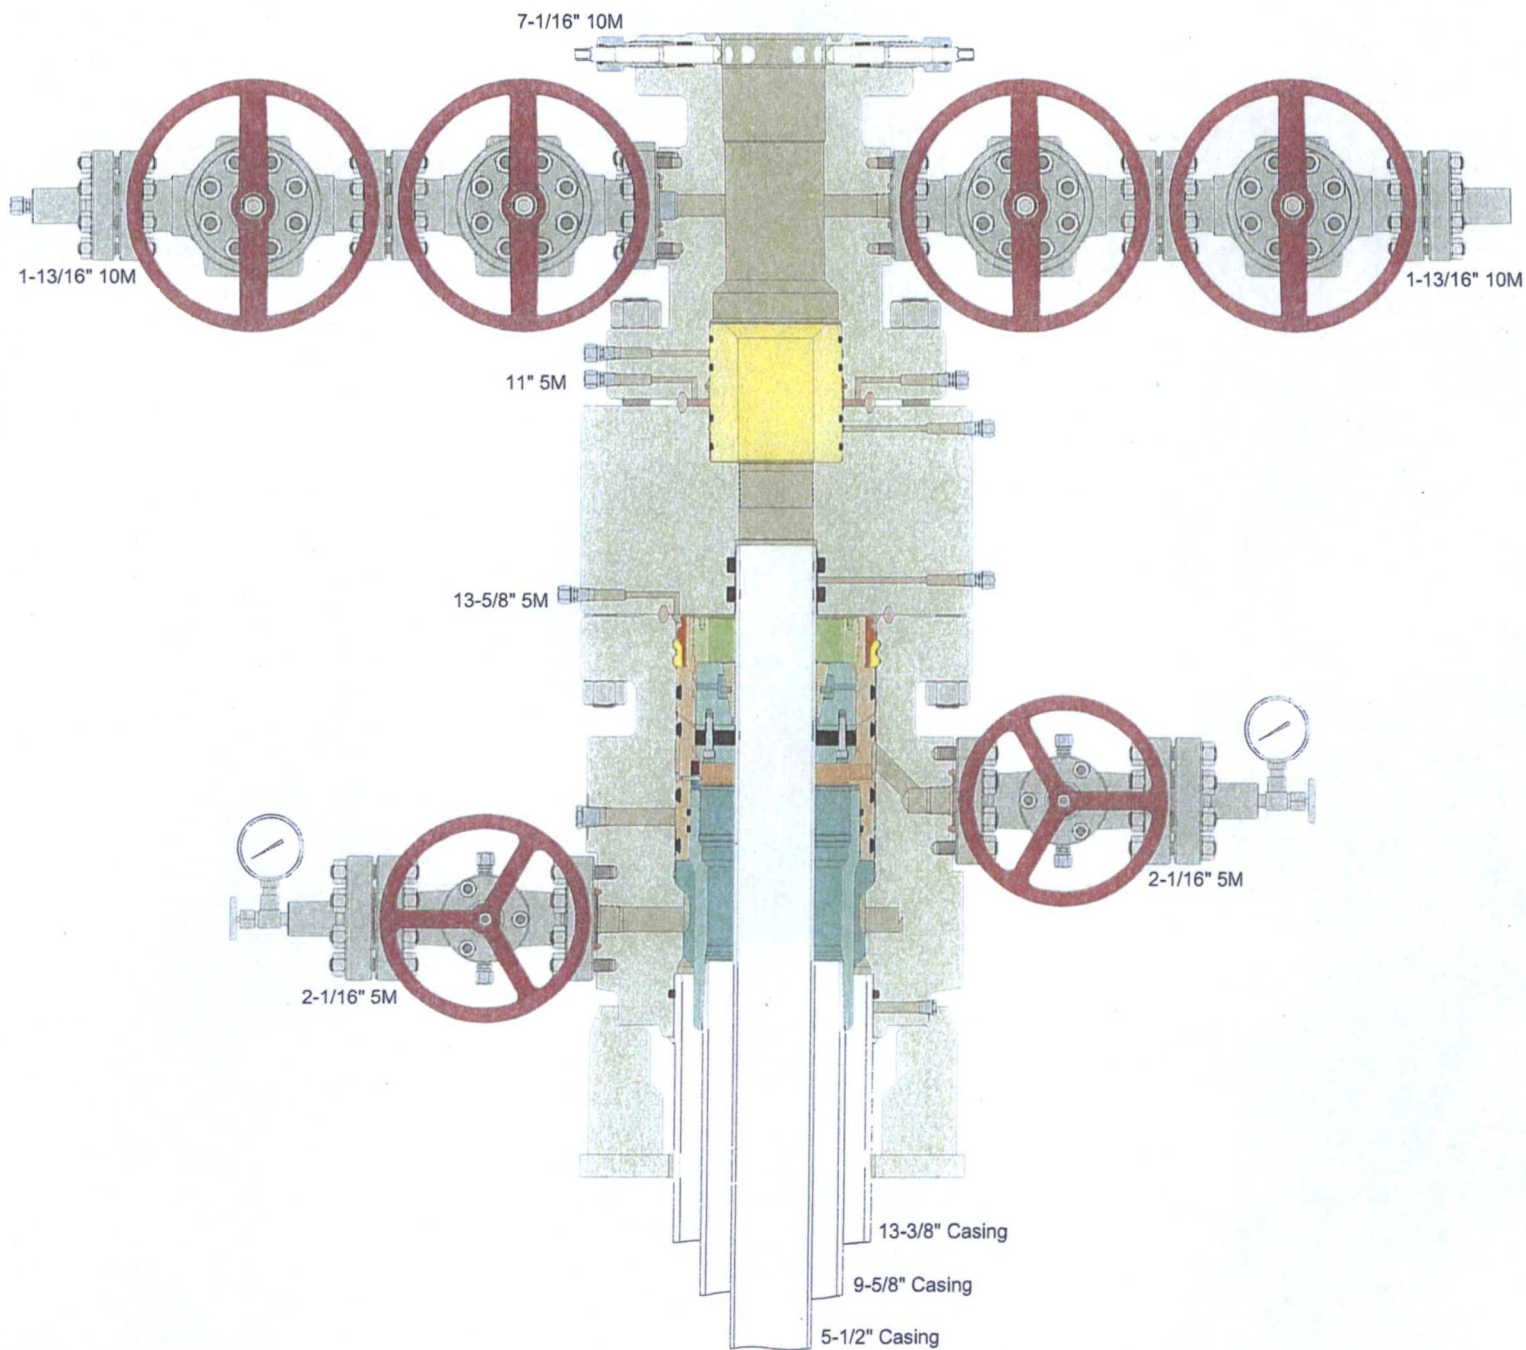 7-1/16" 10M
1-13/16" 10M
1-13/16" 10M
11" 5M
13-5/8" 5M
2-1/16" 5M
2-1/16" 5M
13-3/8" Casing
9-5/8" Casing
5-1/2" Casing